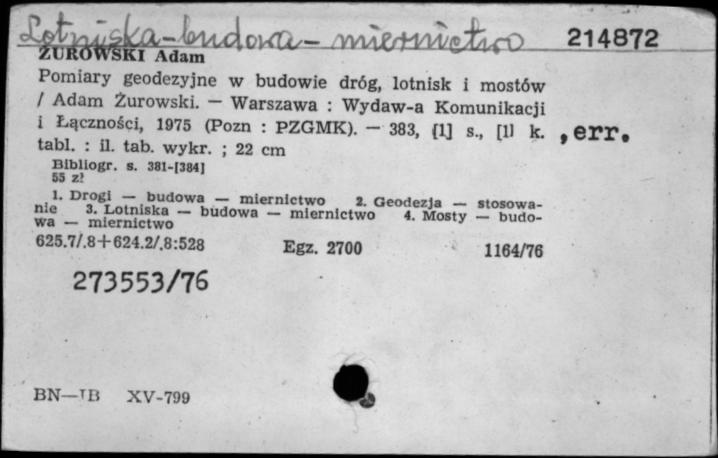 Lotniska-budowa-miernictwo 214872
ŻUROWSKI Adam
Pomiary geodezyjne w budowie dróg, lotnisk i mostów
/ Adam Żurowski. — Warszawa : Wydaw-a Komunikacji
i Łączności, 1975 (Pozn : PZGMK). — 383, [1] s., [1] k. , err.
tabl. : il. tab. wykr. ; 22 cm
Bibliogr. s. 381-[384]
55 zł
1. Drogi — budowa — miernictwo 2. Geodezja — stosowa-
nie 3. Lotniska — budowa — miernictwo 4. Mosty — budo-
wa — miernictwo
625.7/.8+624.2/.8:528 Egz. 2700 1164/76
273553/76
BN—IB XV-799